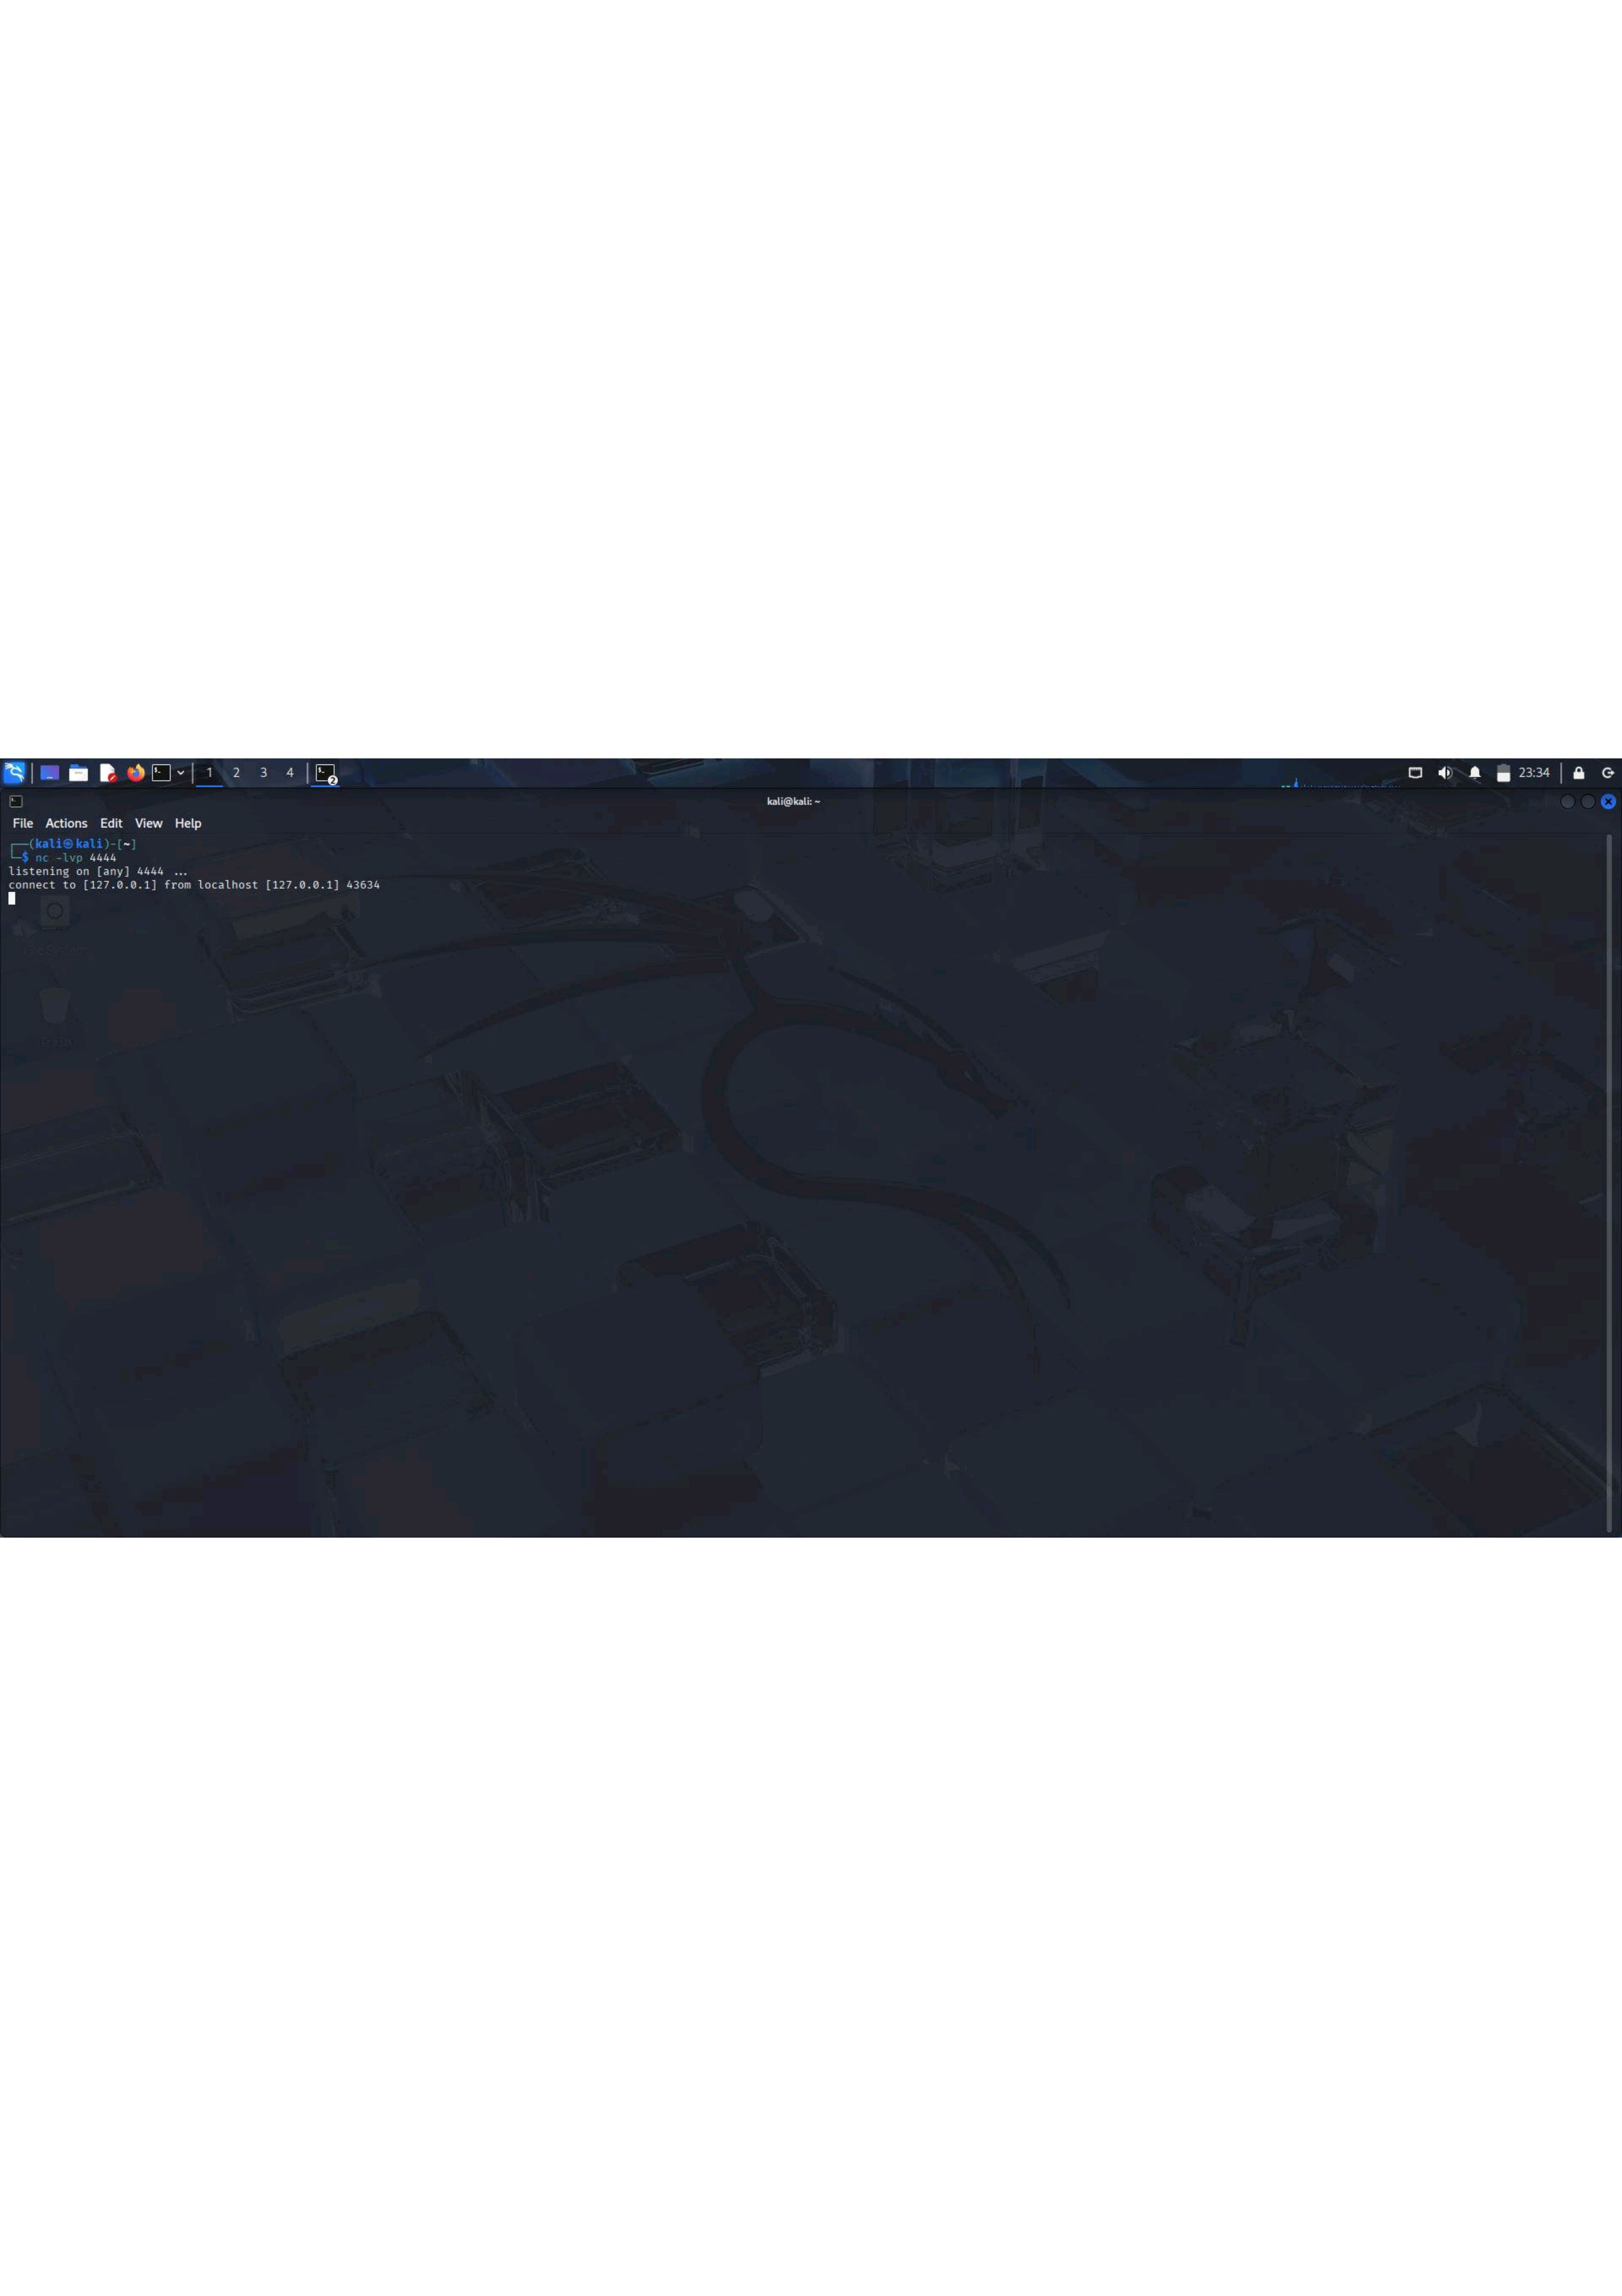 1 2 3 4 2 23:34
kali@kali: ~
File Actions Edit View Help
┌──(kali㉿kali)-[~]
└─$ nc -lvp 4444
listening on [any] 4444 ...
connect to [127.0.0.1] from localhost [127.0.0.1] 43634